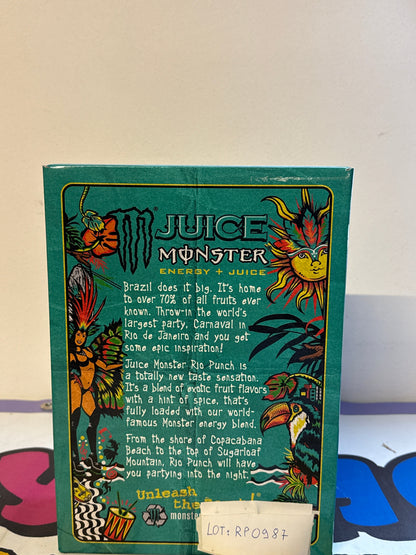 JUICE
MONSTER
ENERGY + JUICE
Brazil does it big. It's home
to over 70% of all fruits ever
known. Throw-in the world's
largest party, Carnaval in
Rio de Janeiro and you get
some epic inspiration!
Juice Monster Rio Punch is
a totally new taste sensation.
It's a blend of exotic fruit flavors
with a hint of spice, that's
fully loaded with our world-
famous Monster energy blend.
From the shore of Copacabana
Beach to the top of Sugarloaf
Mountain, Rio Punch will have
you partying into the night.
Unleash
the
monster
LOT: RP0987